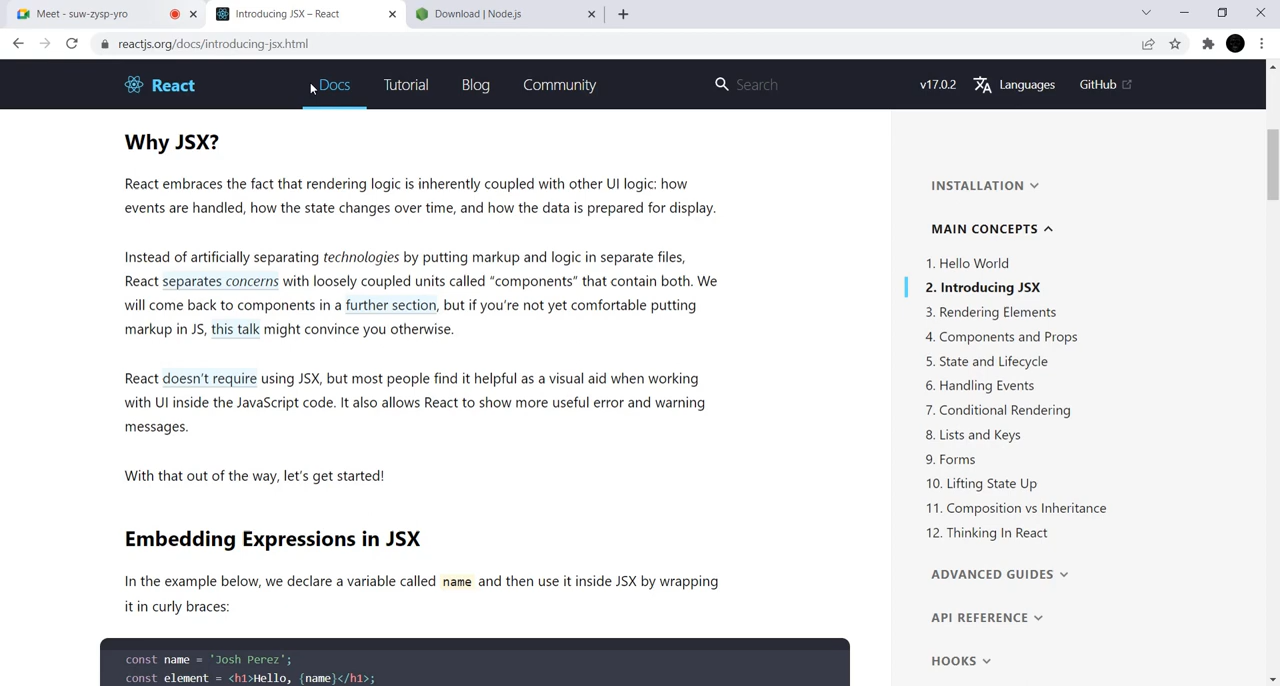 Meet - suw-zysp-yro
Introducing JSX – React
Download | Node.js
reactjs.org/docs/introducing-jsx.html
React
Docs
Tutorial
Blog
Community
Search
v17.0.2
Languages
GitHub
Why JSX?
React embraces the fact that rendering logic is inherently coupled with other UI logic: how
events are handled, how the state changes over time, and how the data is prepared for display.
Instead of artificially separating technologies by putting markup and logic in separate files,
React separates concerns with loosely coupled units called “components” that contain both. We
will come back to components in a further section, but if you’re not yet comfortable putting
markup in JS, this talk might convince you otherwise.
React doesn’t require using JSX, but most people find it helpful as a visual aid when working
with UI inside the JavaScript code. It also allows React to show more useful error and warning
messages.
With that out of the way, let’s get started!
Embedding Expressions in JSX
In the example below, we declare a variable called name and then use it inside JSX by wrapping
it in curly braces:
const name = 'Josh Perez';
const element = <h1>Hello, {name}</h1>;
INSTALLATION
MAIN CONCEPTS
1. Hello World
2. Introducing JSX
3. Rendering Elements
4. Components and Props
5. State and Lifecycle
6. Handling Events
7. Conditional Rendering
8. Lists and Keys
9. Forms
10. Lifting State Up
11. Composition vs Inheritance
12. Thinking In React
ADVANCED GUIDES
API REFERENCE
HOOKS